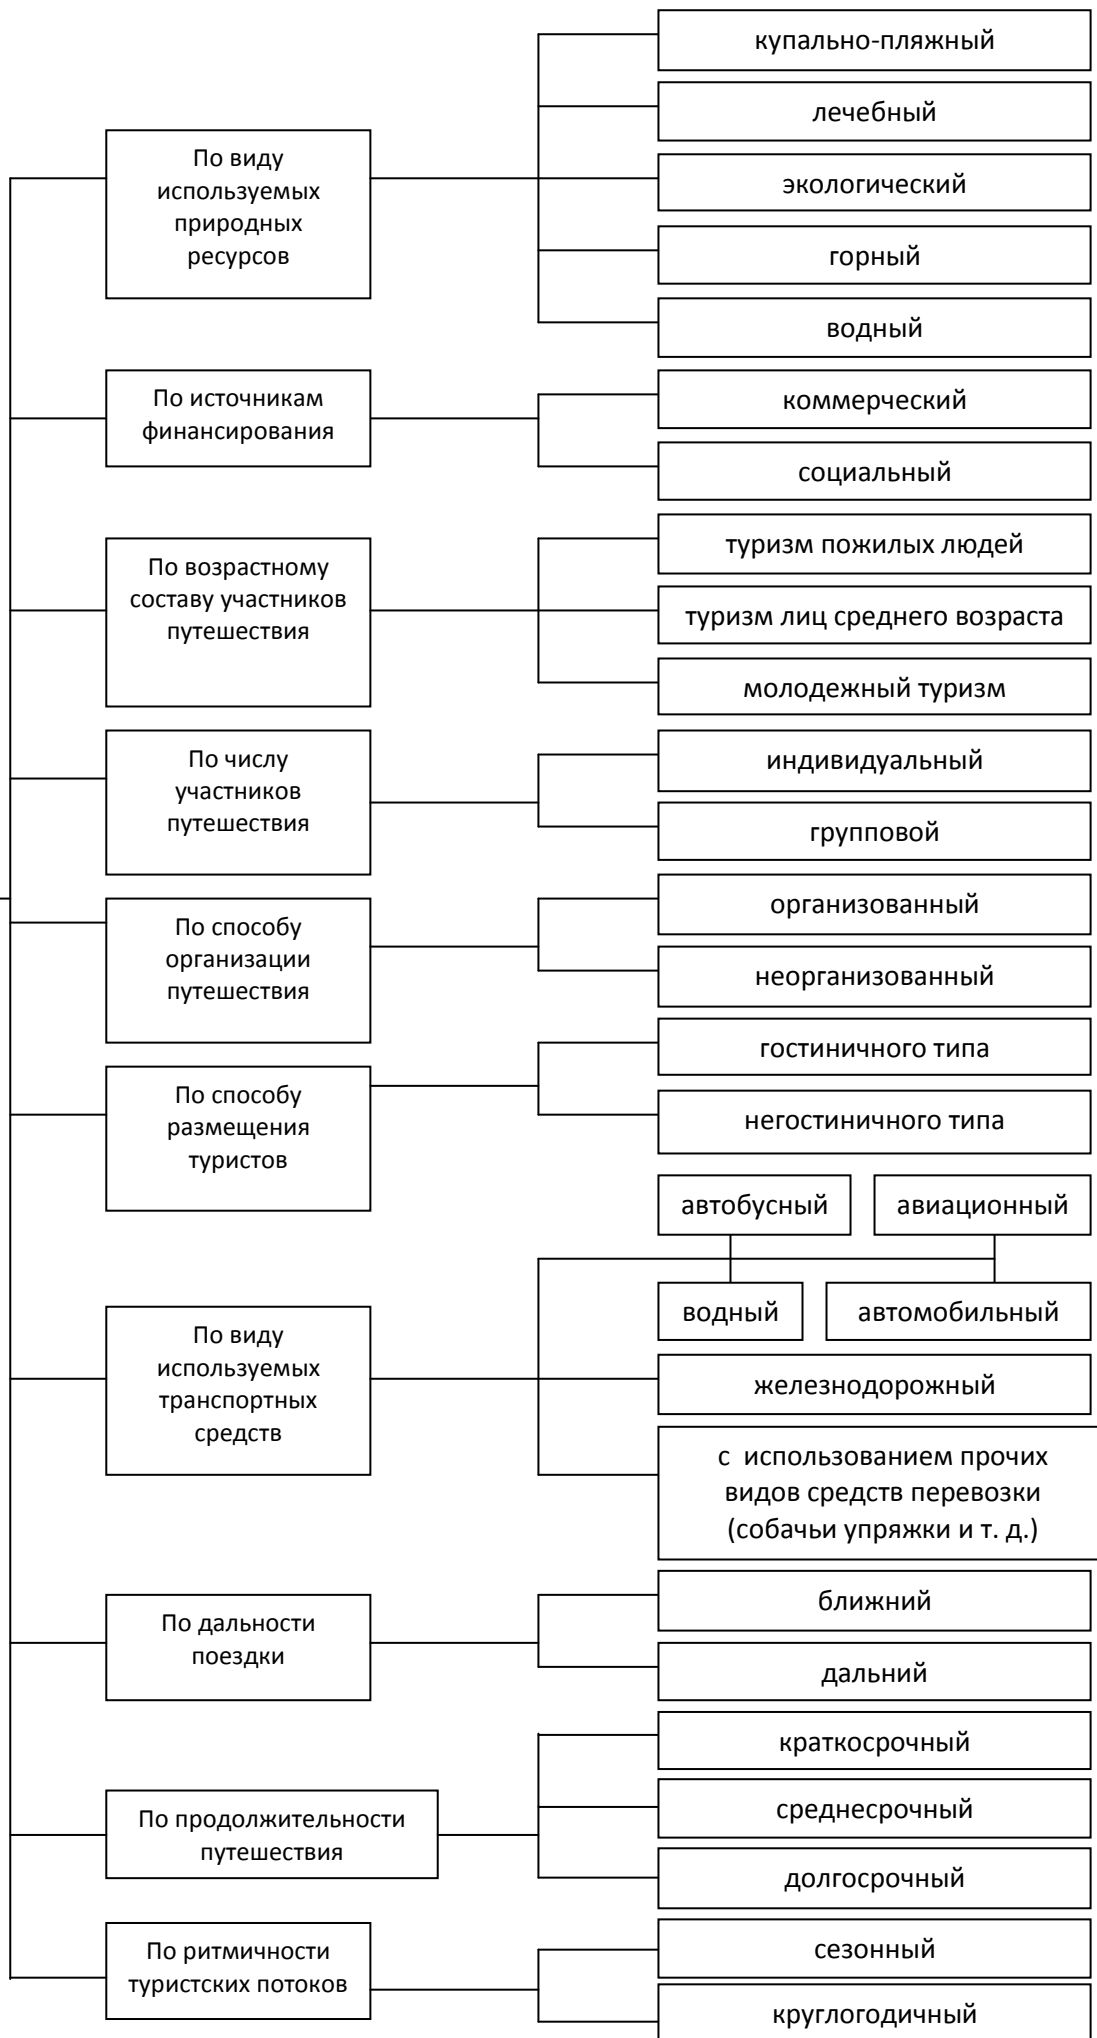 По виду
используемых
природных
ресурсов
купально-пляжный
лечебный
экологический
горный
водный
По источникам
финансирования
коммерческий
социальный
По возрастному
составу участников
путешествия
туризм пожилых людей
туризм лиц среднего возраста
молодежный туризм
По числу
участников
путешествия
индивидуальный
групповой
По способу
организации
путешествия
организованный
неорганизованный
По способу
размещения
туристов
гостиничного типа
негостиничного типа
По виду
используемых
транспортных
средств
автобусный
авиационный
водный
автомобильный
железнодорожный
с использованием прочих
видов средств перевозки
(собачьи упряжки и т. д.)
По дальности
поездки
ближний
дальний
По продолжительности
путешествия
краткосрочный
среднесрочный
долгосрочный
По ритмичности
туристских потоков
сезонный
круглогодичный